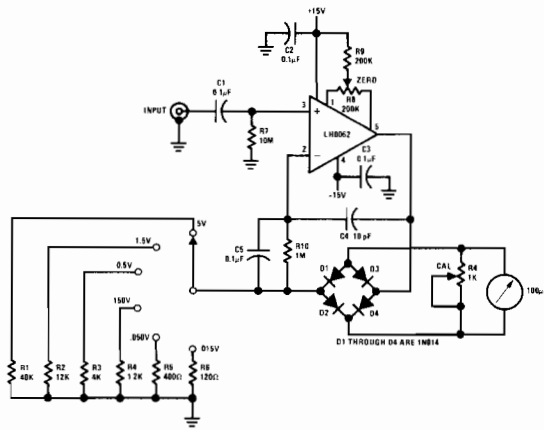 +15V
C2
0.1µF
R9
200K
ZERO
C1
0 1µF
INPUT
3
+
1
R8
200K
5
LH0062
R7
10M
2
−
4
C3
0 1µF
−15V
5V
1.5V
0.5V
150V
.050V
.015V
C5
0.1µF
R10
1M
C4 10 pF
D1
D3
D2
D4
CAL
R4
1K
100µ
D1 THROUGH D4 ARE 1N914
R1
40K
R2
12K
R3
4K
R4
1.2K
R5
400Ω
R6
120Ω